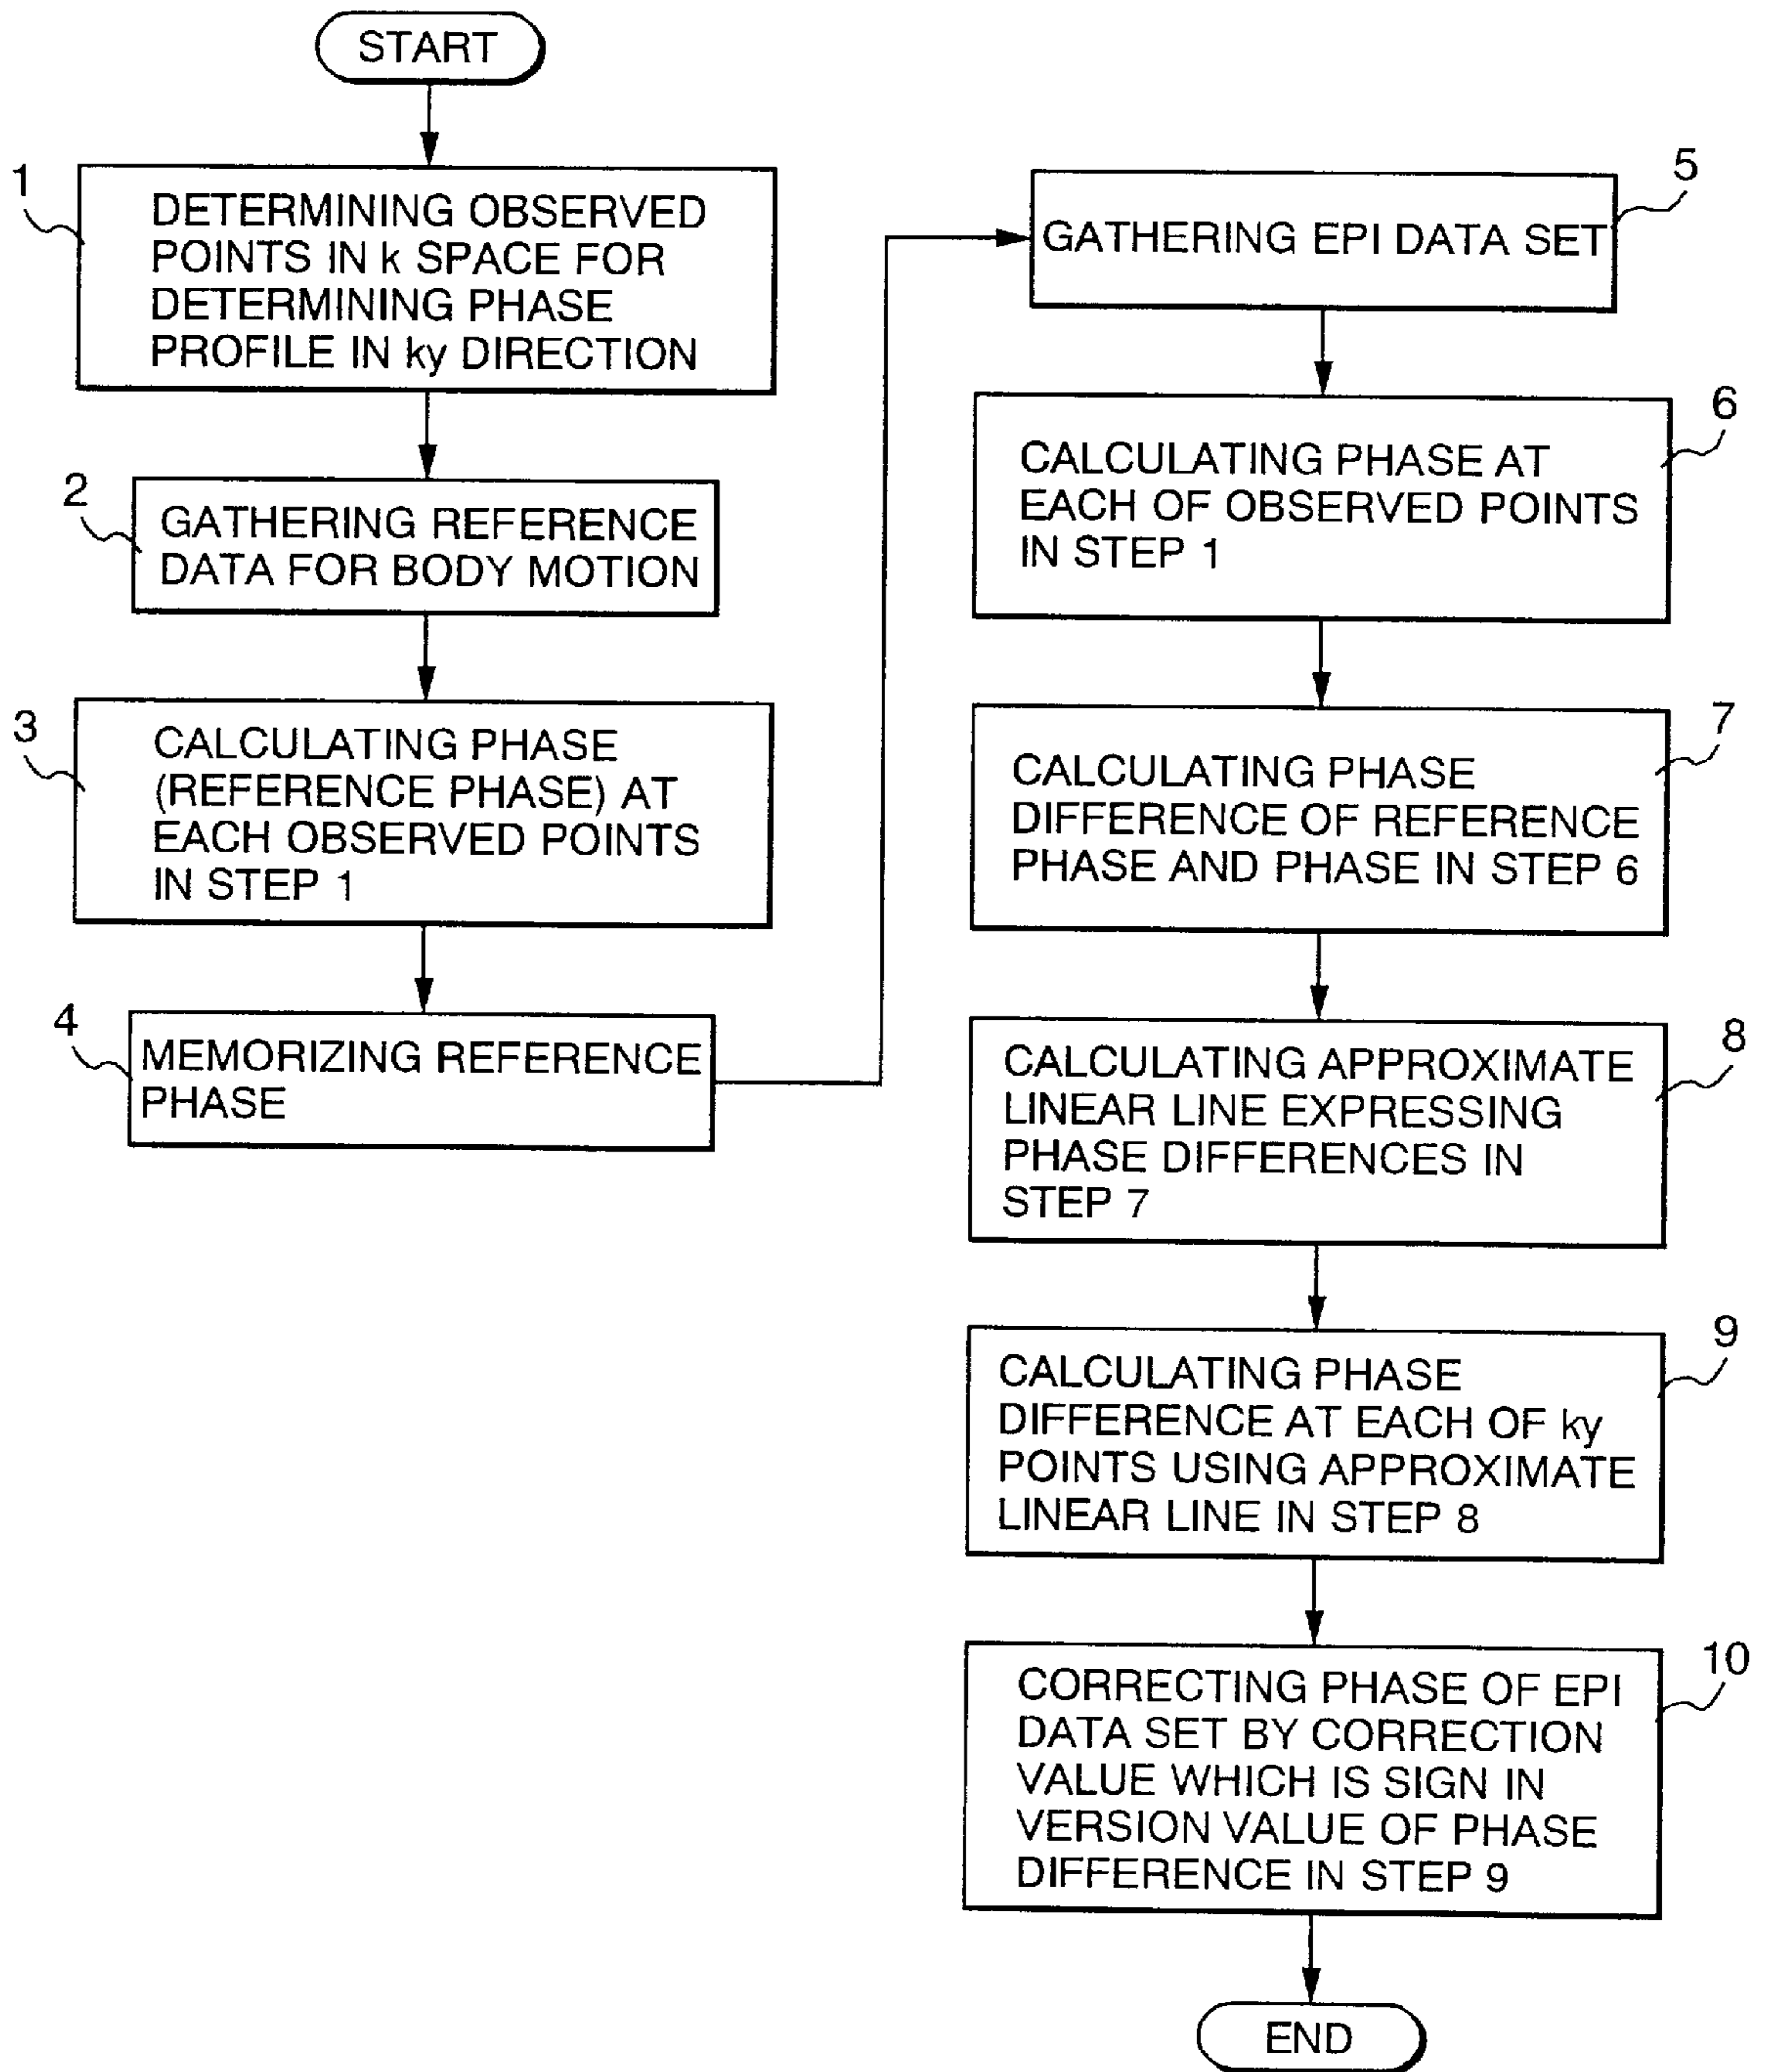 START
1
DETERMINING OBSERVED
POINTS IN k SPACE FOR
DETERMINING PHASE
PROFILE IN ky DIRECTION
2
GATHERING REFERENCE
DATA FOR BODY MOTION
3
CALCULATING PHASE
(REFERENCE PHASE) AT
EACH OBSERVED POINTS
IN STEP 1
4
MEMORIZING REFERENCE
PHASE
5
GATHERING EPI DATA SET
6
CALCULATING PHASE AT
EACH OF OBSERVED POINTS
IN STEP 1
7
CALCULATING PHASE
DIFFERENCE OF REFERENCE
PHASE AND PHASE IN STEP 6
8
CALCULATING APPROXIMATE
LINEAR LINE EXPRESSING
PHASE DIFFERENCES IN
STEP 7
9
CALCULATING PHASE
DIFFERENCE AT EACH OF ky
POINTS USING APPROXIMATE
LINEAR LINE IN STEP 8
10
CORRECTING PHASE OF EPI
DATA SET BY CORRECTION
VALUE WHICH IS SIGN IN
VERSION VALUE OF PHASE
DIFFERENCE IN STEP 9
END